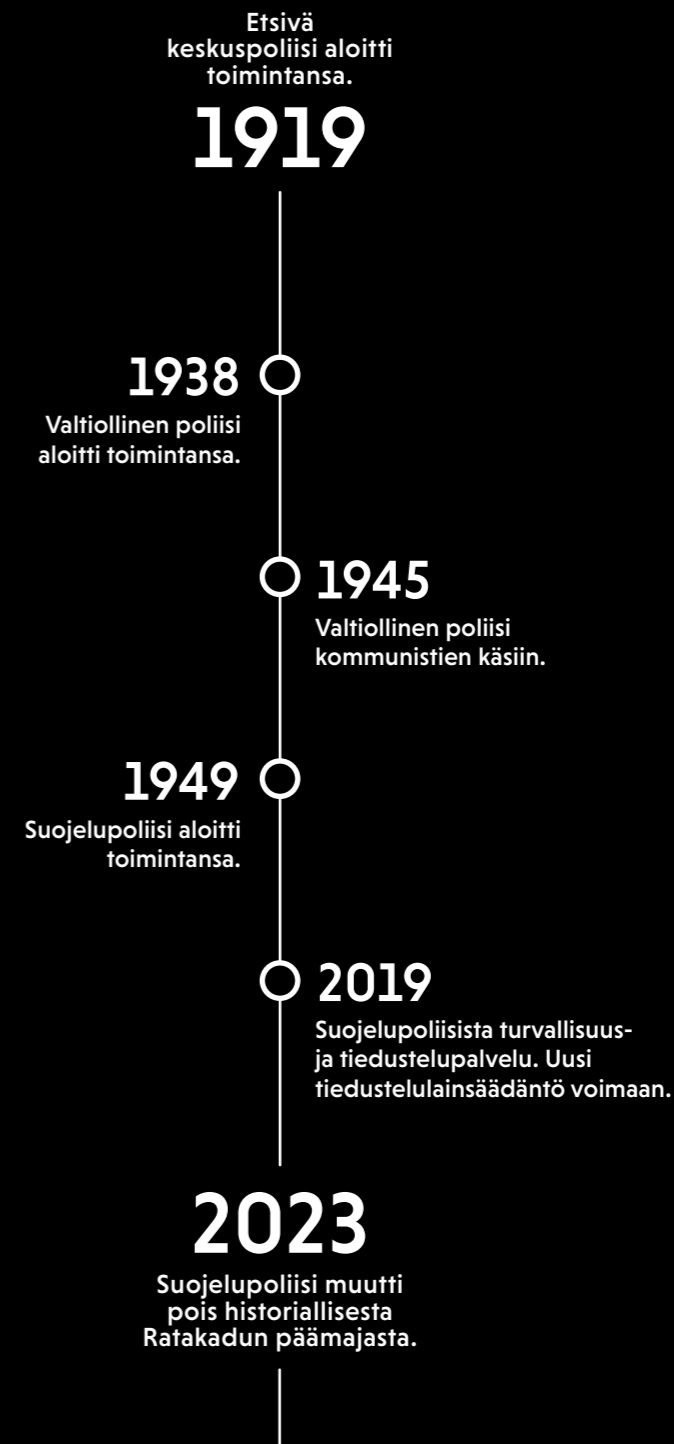 Etsivä
keskuspoliisi aloitti
toimintansa.
1919
1938
Valtiollinen poliisi
aloitti toimintansa.
1945
Valtiollinen poliisi
kommunistien käsiin.
1949
Suojelupoliisi aloitti
toimintansa.
2019
Suojelupoliisista turvallisuus-
ja tiedustelupalvelu. Uusi
tiedustelulainsäädäntö voimaan.
2023
Suojelupoliisi muutti
pois historiallisesta
Ratakadun päämajasta.